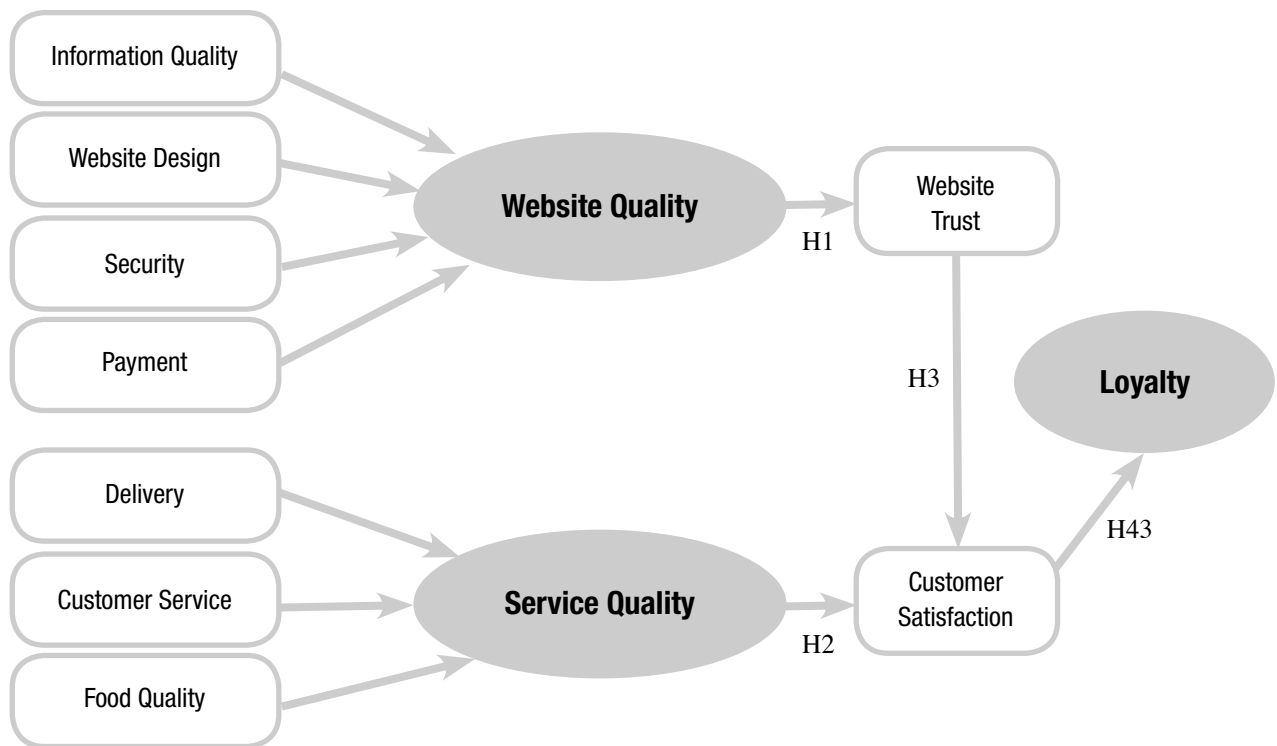 Information Quality
Website Design
Security
Payment
Website Quality
H1
Website
Trust
H3
Loyalty
Delivery
Customer Service
Food Quality
Service Quality
H2
Customer
Satisfaction
H43